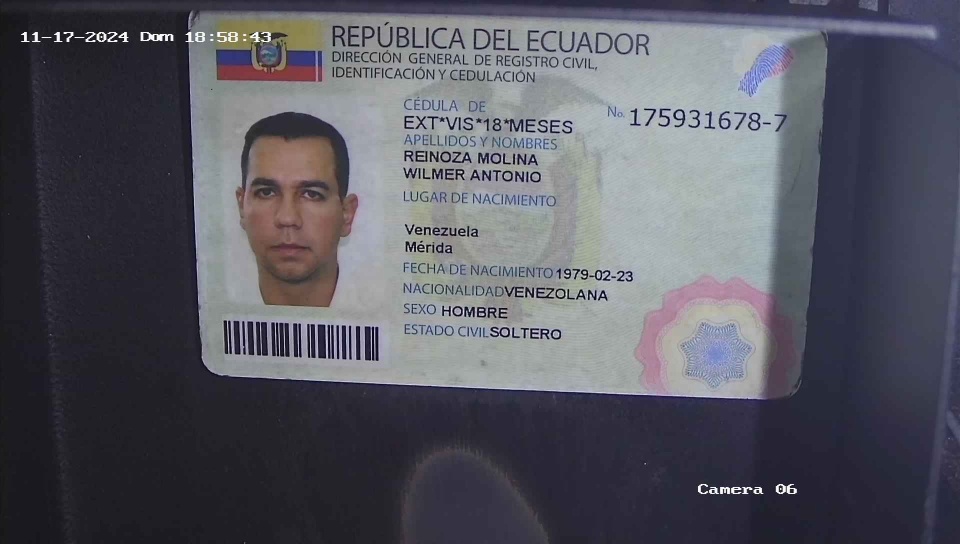 11-17-2024 Dom 18:58:43
REPÚBLICA DEL ECUADOR
DIRECCIÓN GENERAL DE REGISTRO CIVIL,
IDENTIFICACIÓN Y CEDULACIÓN
CÉDULA DE
EXT*VIS*18*MESES
No. 175931678-7
APELLIDOS Y NOMBRES
REINOZA MOLINA
WILMER ANTONIO
LUGAR DE NACIMIENTO
Venezuela
Mérida
FECHA DE NACIMIENTO 1979-02-23
NACIONALIDAD VENEZOLANA
SEXO HOMBRE
ESTADO CIVIL SOLTERO
Camera 06